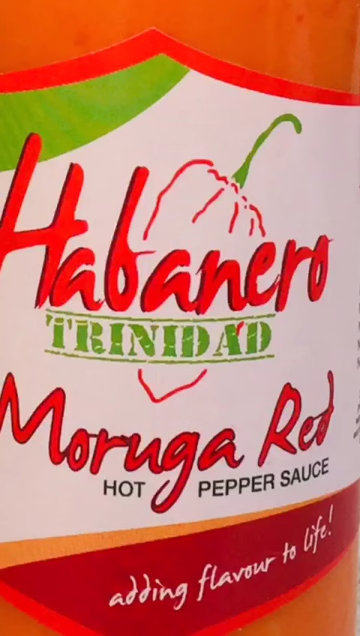 Habanero
TRINIDAD
Moruga Red
HOT PEPPER SAUCE
adding flavour to life!